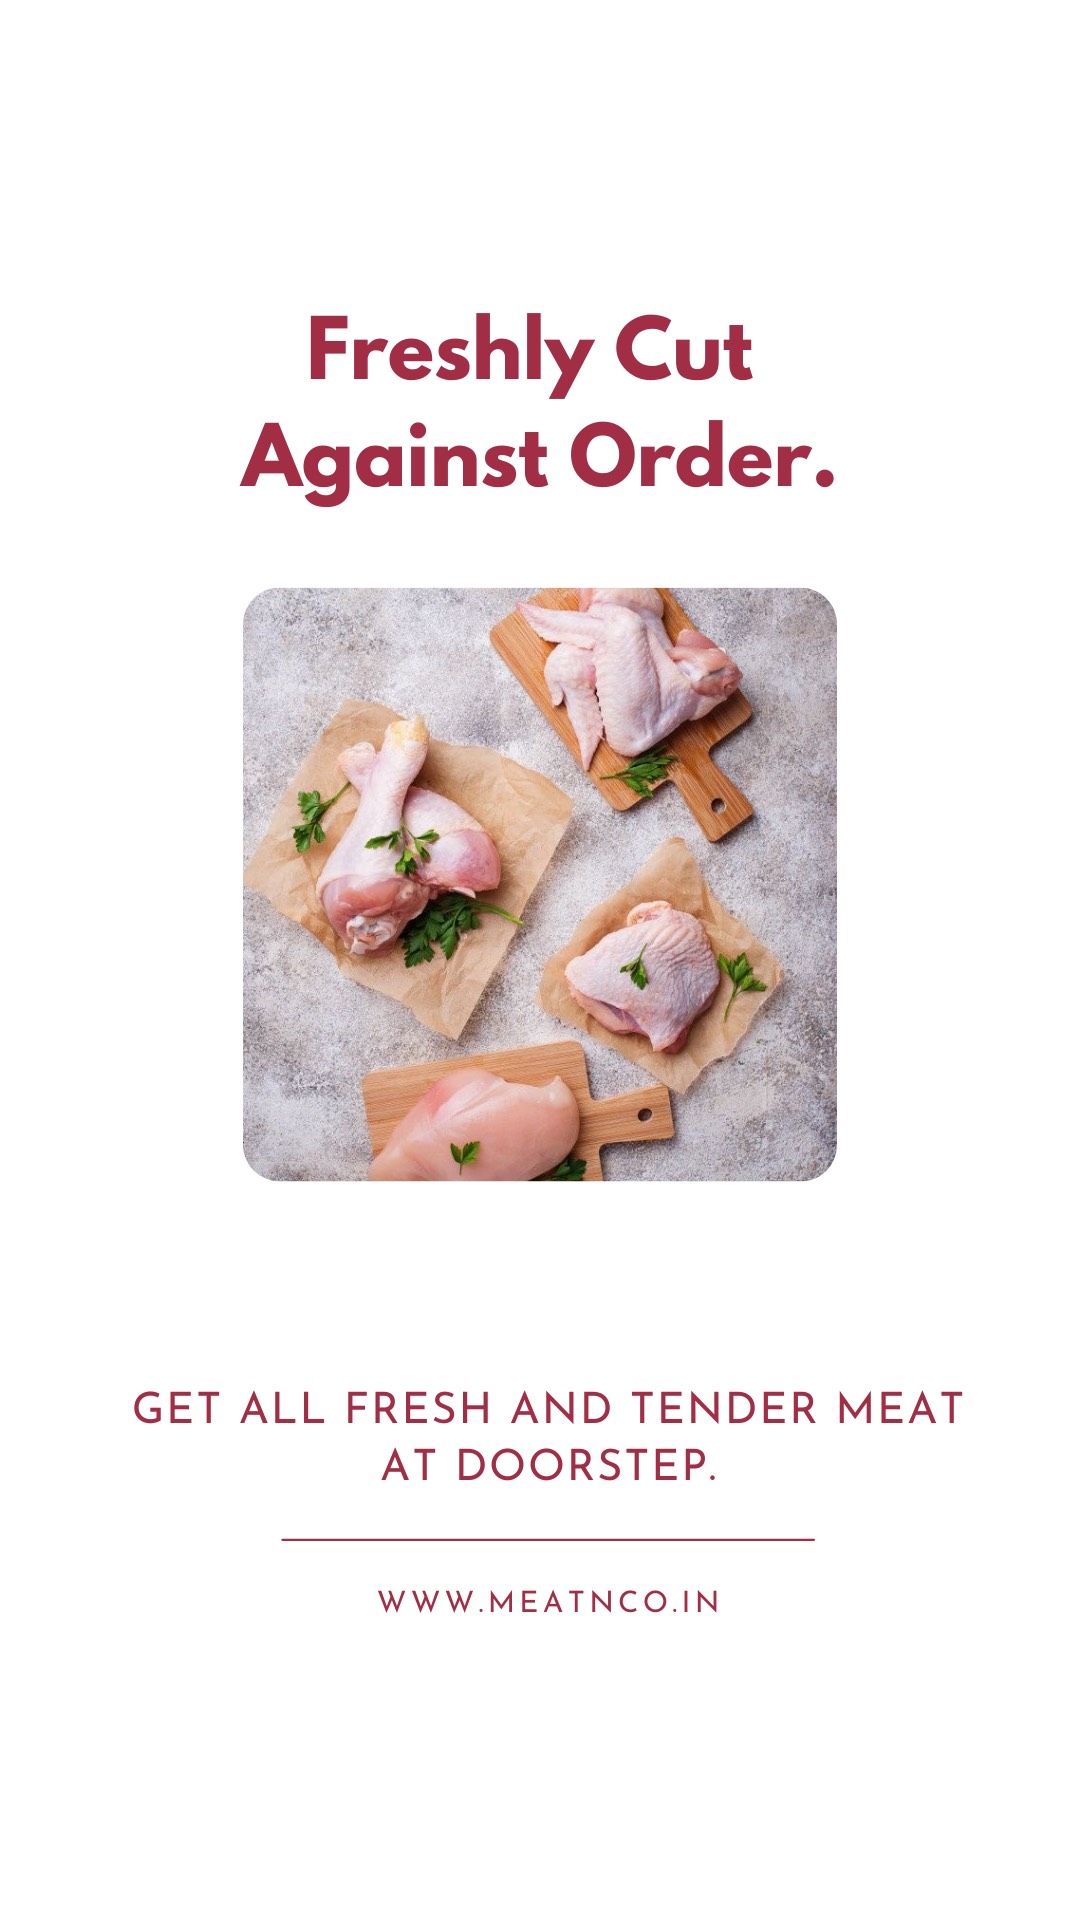 Freshly Cut
Against Order.
GET ALL FRESH AND TENDER MEAT
AT DOORSTEP.
WWW.MEATNCO.IN